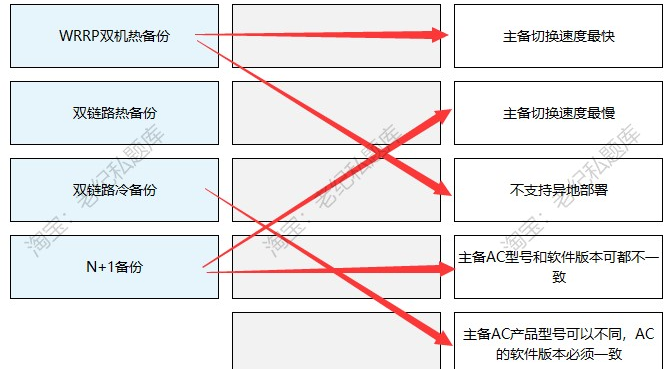 WRRP双机热备份
主备切换速度最快
双链路热备份
主备切换速度最慢
双链路冷备份
不支持异地部署
N+1备份
主备AC型号和软件版本可都不一
致
主备AC产品型号可以不同，AC
的软件版本必须一致
淘宝：老纪私题库
淘宝：老纪私题库
淘宝：老纪私题库